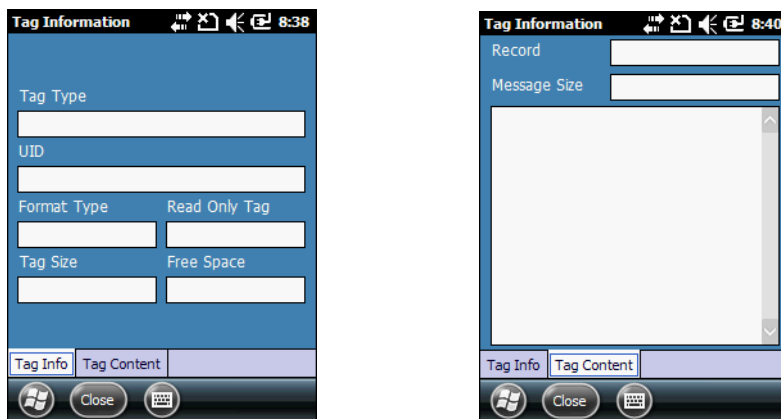 Tag Information 8:38
Tag Type
UID
Format Type Read Only Tag
Tag Size Free Space
Tag Info Tag Content
Close
Tag Information 8:40
Record
Message Size
Tag Info Tag Content
Close